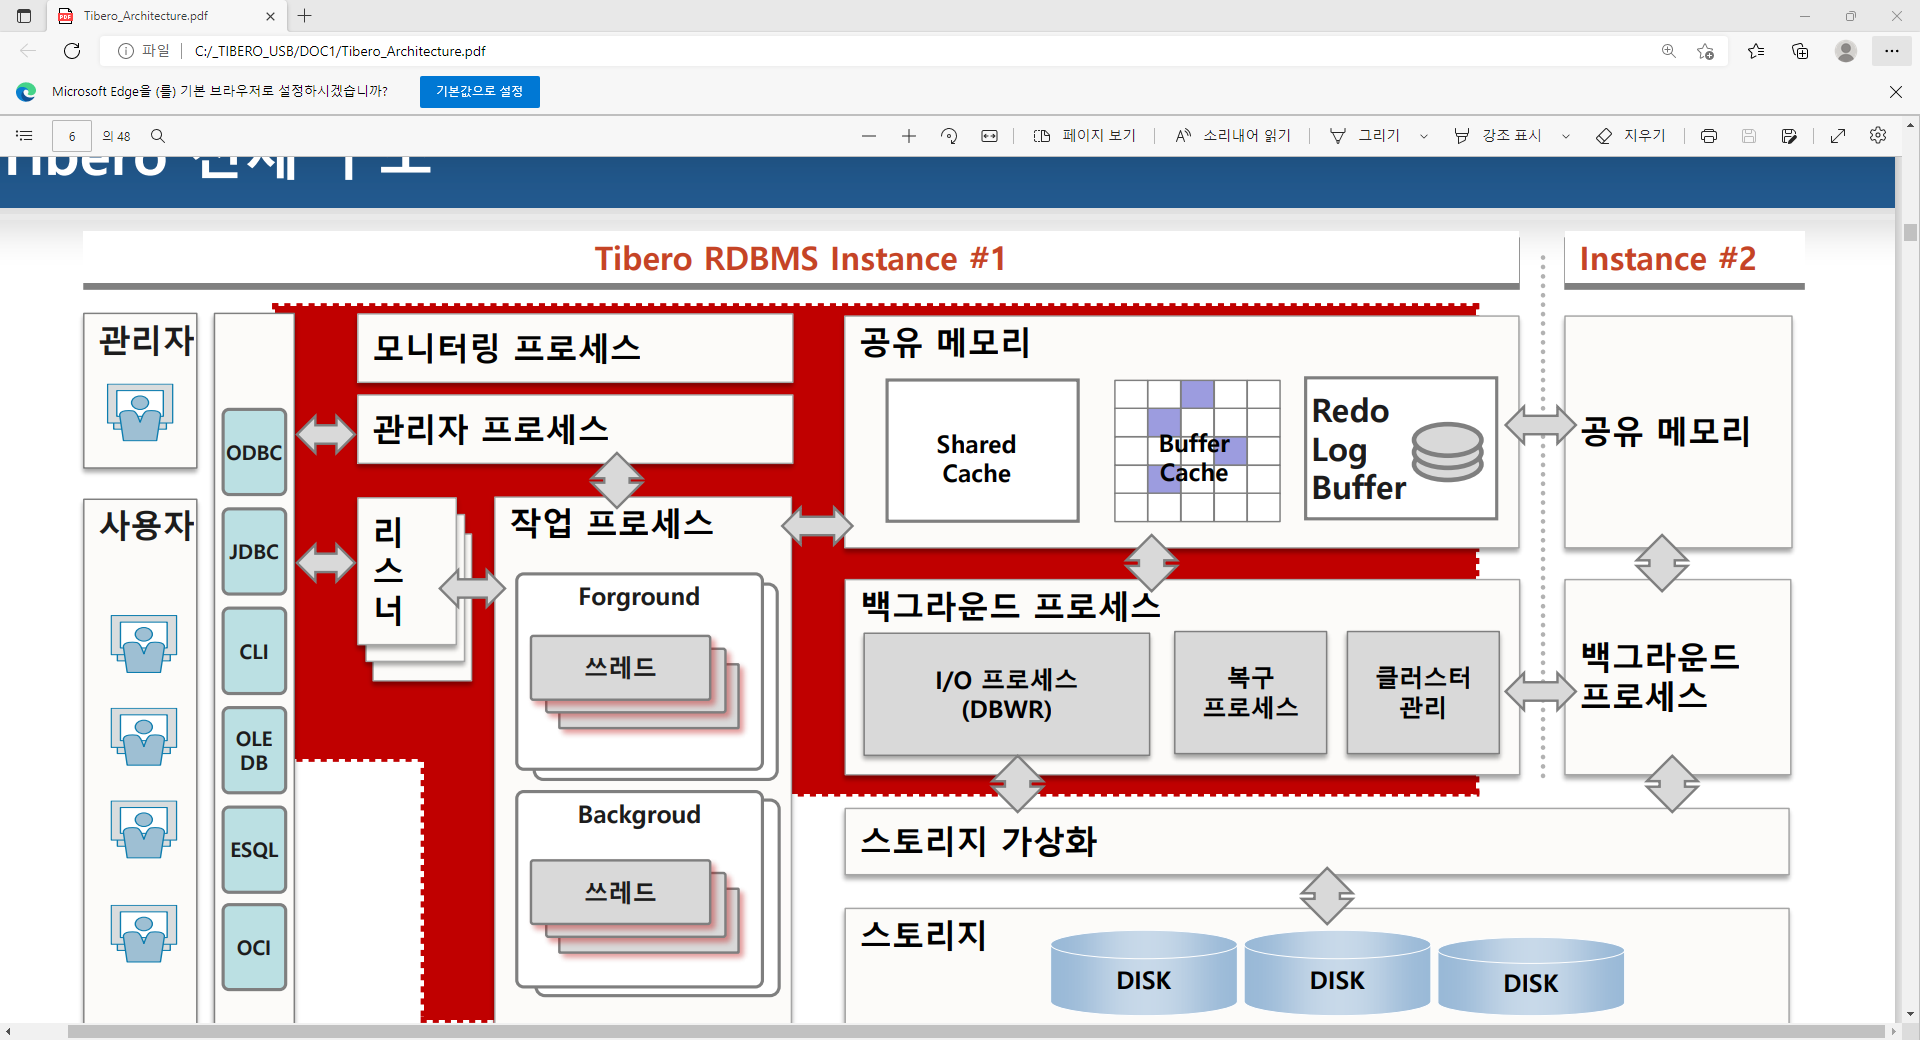 Tibero_Architecture.pdf
파일
C:/_TIBERO_USB/DOC1/Tibero_Architecture.pdf
Microsoft Edge을 (를) 기본 브라우저로 설정하시겠습니까?
기본값으로 설정
6
의 48
페이지 보기
소리내어 읽기
그리기
강조 표시
지우기
Tibero 전체 구조
Tibero RDBMS Instance #1
Instance #2
관리자
사용자
ODBC
JDBC
CLI
OLE
DB
ESQL
OCI
모니터링 프로세스
관리자 프로세스
리
스
너
작업 프로세스
Forground
쓰레드
Backgroud
쓰레드
공유 메모리
Shared
Cache
Buffer
Cache
Redo
Log
Buffer
백그라운드 프로세스
I/O 프로세스
(DBWR)
복구
프로세스
클러스터
관리
공유 메모리
백그라운드
프로세스
스토리지 가상화
스토리지
DISK
DISK
DISK